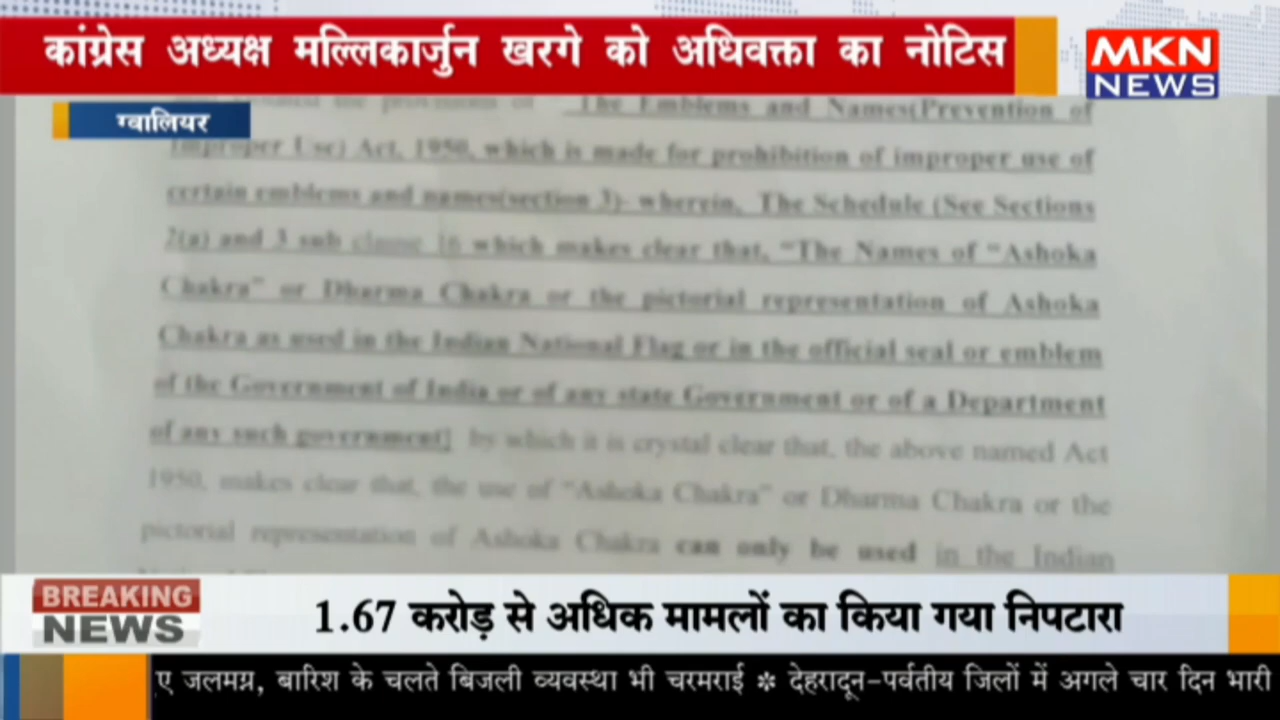 कांग्रेस अध्यक्ष मल्लिकार्जुन खरगे को अधिवक्ता का नोटिस
MKN
NEWS
ग्वालियर
the provisions of The Emblems and Names(Prevention of
Improper Use) Act, 1950, which is made for prohibition of improper use of
certain emblems and names(section 3)- wherein, The Schedule (See Sections
2(a) and 3 sub clause 16 which makes clear that, "The Names of "Ashoka
Chakra" or Dharma Chakra or the pictorial representation of Ashoka
Chakra as used in the Indian National Flag or in the official seal or emblem
of the Government of India or of any state Government or of a Department
of any such government] by which it is crystal clear that, the above named Act
1950, makes clear that, the use of "Ashoka Chakra" or Dharma Chakra or the
pictorial representation of Ashoka Chakra can only be used in the Indian
BREAKING
NEWS
1.67 करोड़ से अधिक मामलों का किया गया निपटारा
ए जलमग्न, बारिश के चलते बिजली व्यवस्था भी चरमराई * देहरादून-पर्वतीय जिलों में अगले चार दिन भारी